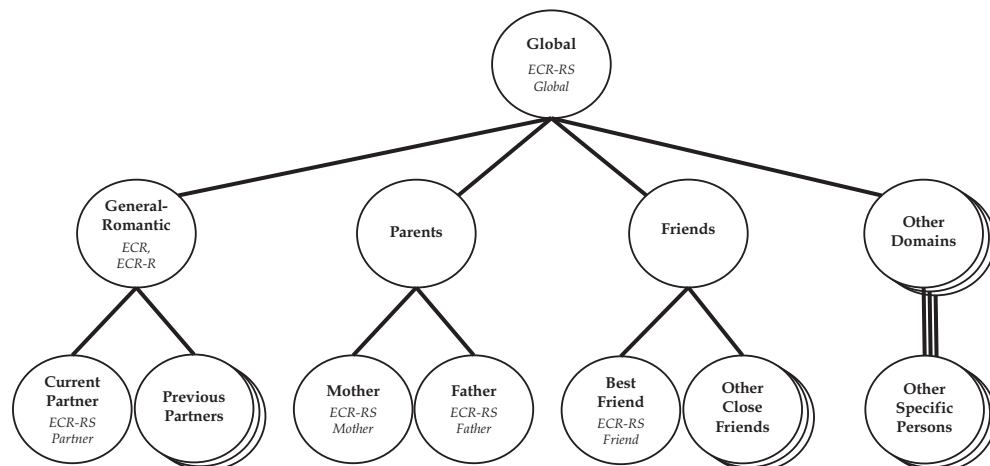 Global
ECR-RS
Global
General-
Romantic
ECR,
ECR-R
Parents
Friends
Other
Domains
Current
Partner
ECR-RS
Partner
Previous
Partners
Mother
ECR-RS
Mother
Father
ECR-RS
Father
Best
Friend
ECR-RS
Friend
Other
Close
Friends
Other
Specific
Persons